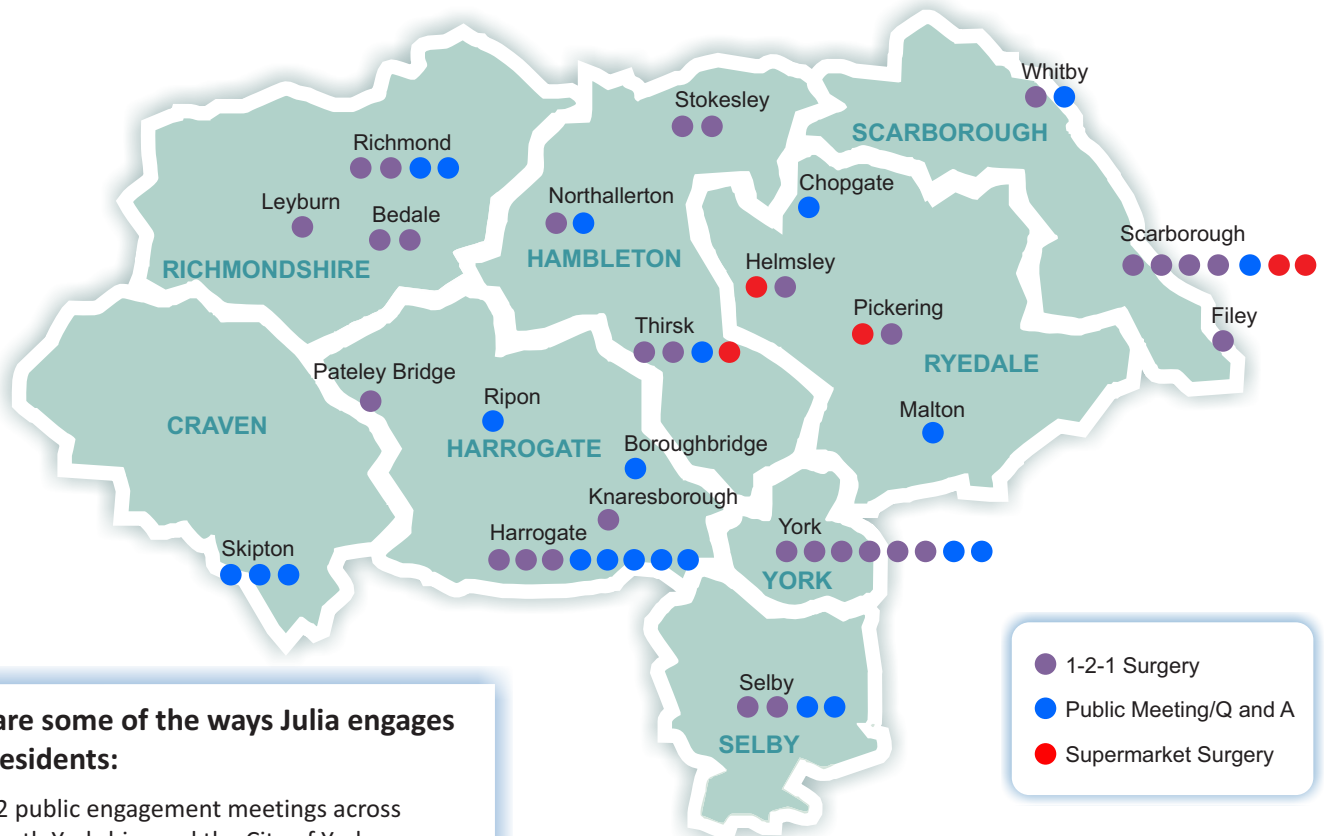 Whitby
Stokesley
SCARBOROUGH
Richmond
Chopgate
Leyburn
Bedale
Northallerton
Scarborough
RICHMONDSHIRE
HAMBLETON
Helmsley
Pickering
Filey
Thirsk
RYEDALE
Pateley Bridge
Ripon
Malton
CRAVEN
HARROGATE
Boroughbridge
Knaresborough
Harrogate
York
Skipton
YORK
Selby
SELBY
1-2-1 Surgery
Public Meeting/Q and A
Supermarket Surgery
are some of the ways Julia engages
esidents:
2 public engagement meetings across